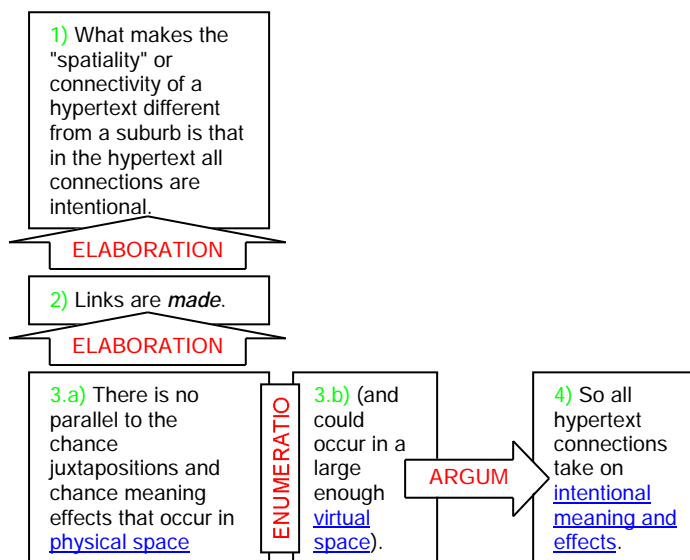 1) What makes the
"spatiality" or
connectivity of a
hypertext different
from a suburb is that
in the hypertext all
connections are
intentional.
ELABORATION
2) Links are made.
ELABORATION
3.a) There is no
parallel to the
chance
juxtapositions and
chance meaning
effects that occur in
physical space
ENUMERATIO
3.b) (and
could
occur in a
large
enough
virtual
space).
ARGUM
4) So all
hypertext
connections
take on
intentional
meaning and
effects.